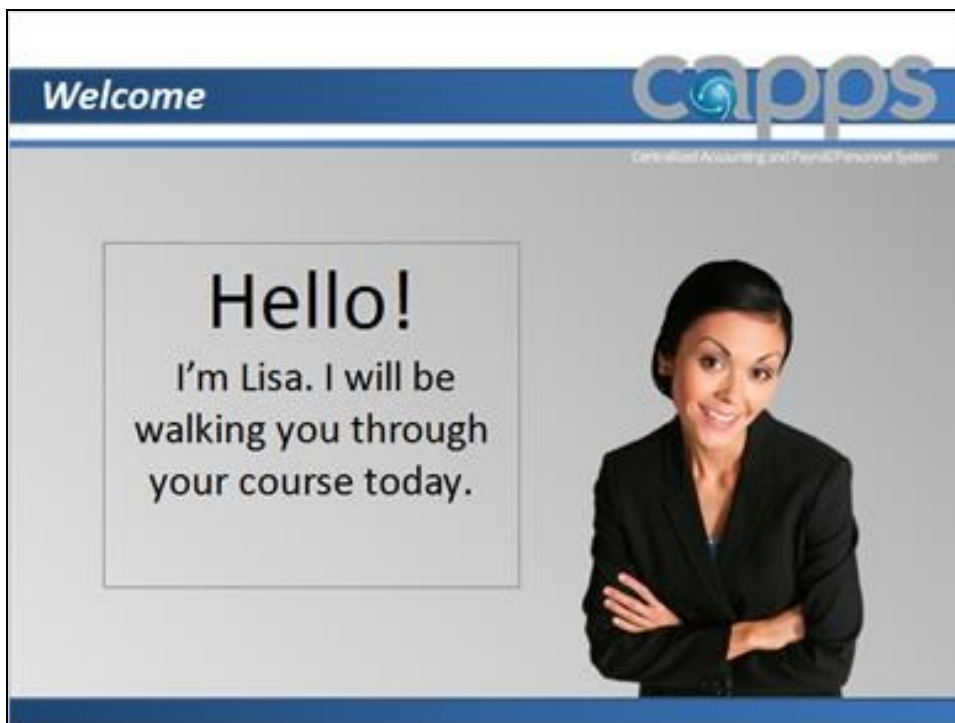 Welcome
capps
Centralized Accounting and Payroll/Personnel System
Hello!
I'm Lisa. I will be
walking you through
your course today.